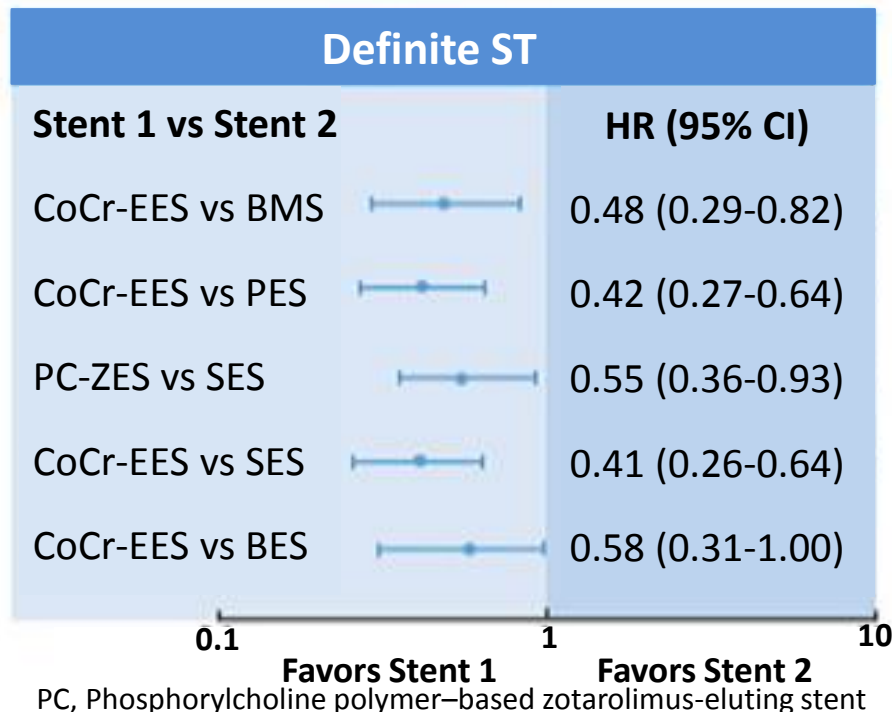 Definite ST
Stent 1 vs Stent 2 HR (95% CI)
CoCr-EES vs BMS 0.48 (0.29-0.82)
CoCr-EES vs PES 0.42 (0.27-0.64)
PC-ZES vs SES 0.55 (0.36-0.93)
CoCr-EES vs SES 0.41 (0.26-0.64)
CoCr-EES vs BES 0.58 (0.31-1.00)
0.1 1 10
Favors Stent 1 Favors Stent 2
PC, Phosphorylcholine polymer–based zotarolimus-eluting stent